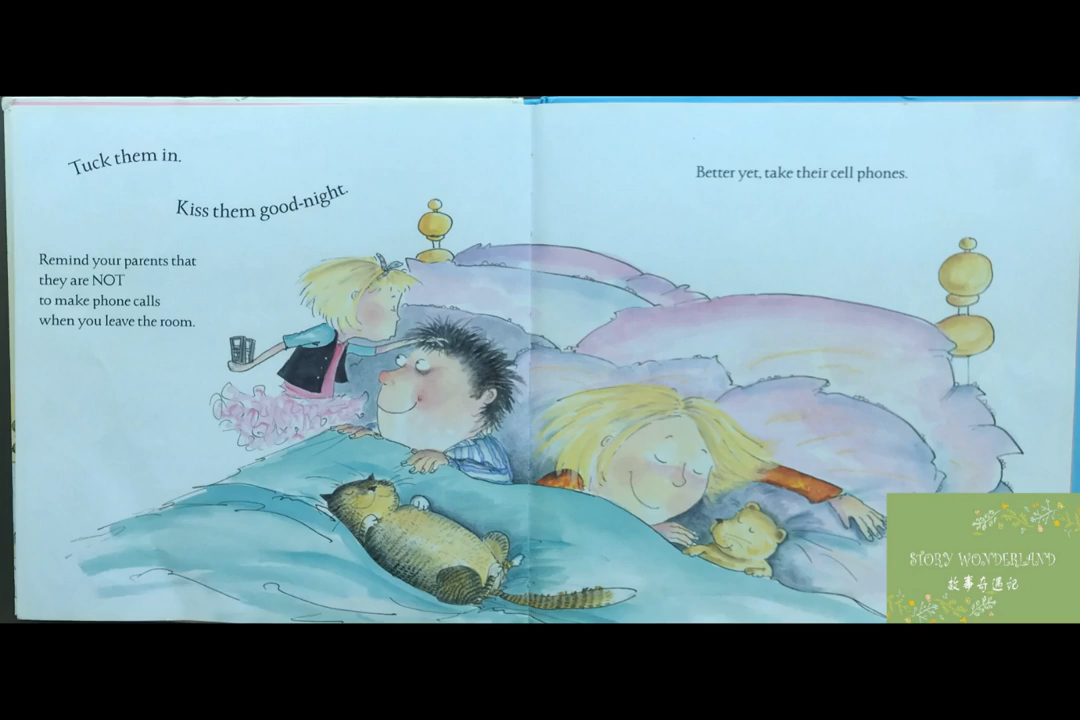 Tuck them in.
Kiss them good-night.
Remind your parents that
they are NOT
to make phone calls
when you leave the room.
Better yet, take their cell phones.
STORY WONDERLAND
故事奇遇记